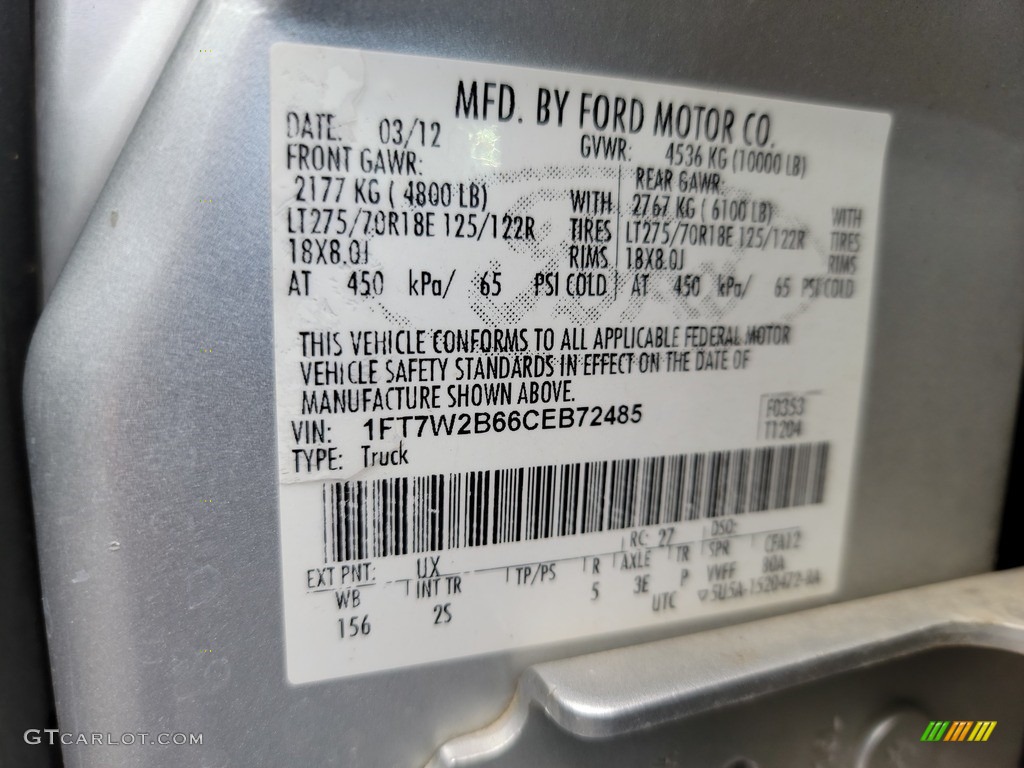 MFD. BY FORD MOTOR CO.
DATE: 03/12 GVWR: 4536 KG (10000 LB)
FRONT GAWR: REAR GAWR:
2177 KG ( 4800 LB) WITH 2767 KG ( 6100 LB) WITH
LT275/70R18E 125/122R TIRES LT275/70R18E 125/122R TIRES
18X8.0J RIMS 18X8.0J RIMS
AT 450 kPa/ 65 PSI COLD AT 450 kPa/ 65 PSI COLD
THIS VEHICLE CONFORMS TO ALL APPLICABLE FEDERAL MOTOR
VEHICLE SAFETY STANDARDS IN EFFECT ON THE DATE OF
MANUFACTURE SHOWN ABOVE.
VIN: 1FT7W2B66CEB72485 F0353
TYPE: Truck T1204
EXT PNT: UX RC: 27 DSO:
WB INT TR TP/PS R AXLE TR SPR CFA12
156 2S 5 3E P VVFF
UTC
GTCARLOT.COM